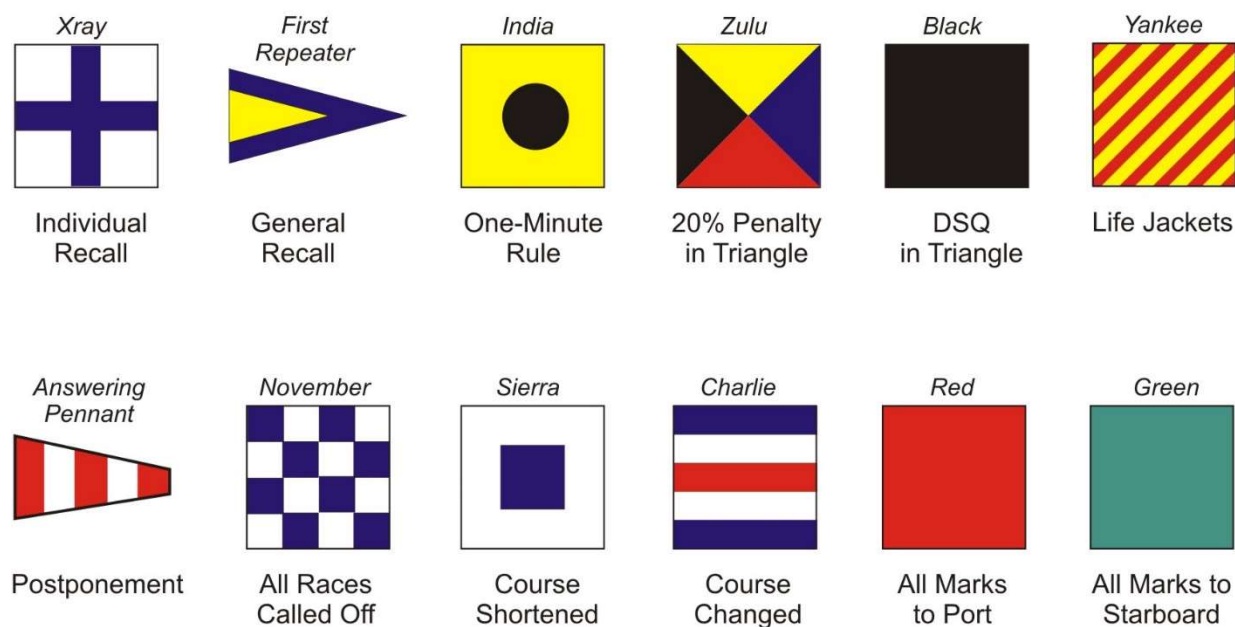 Xray
First
Repeater
India
Zulu
Black
Yankee
Individual
Recall
General
Recall
One-Minute
Rule
20% Penalty
in Triangle
DSQ
in Triangle
Life Jackets
Answering
Pennant
November
Sierra
Charlie
Red
Green
Postponement
All Races
Called Off
Course
Shortened
Course
Changed
All Marks
to Port
All Marks to
Starboard